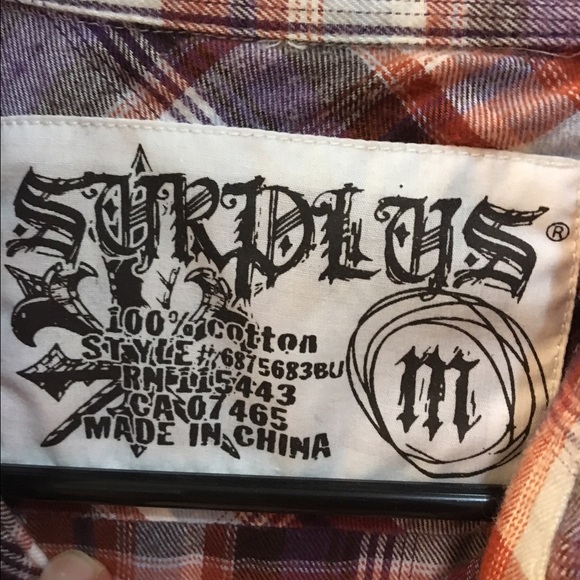 SURPLUS®
100% cotton
STYLE# 6875683BU
RN 115443
CA 07465
MADE IN CHINA
m